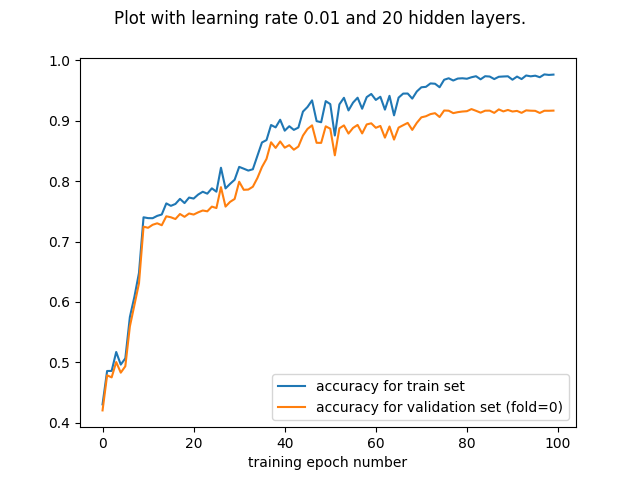 Plot with learning rate 0.01 and 20 hidden layers.
1.0
0.9
0.8
0.7
0.6
0.5
0.4
accuracy for train set
accuracy for validation set (fold=0)
0 20 40 60 80 100
training epoch number